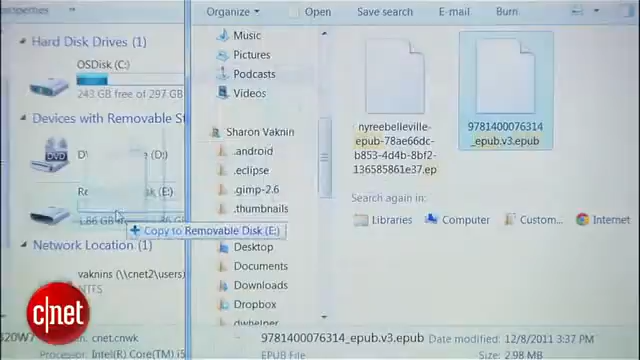 roperties
Hard Disk Drives (1)
OSDisk (C:)
243 GB free of 297 GB
Devices with Removable St
DVD
(D:)
k (E:)
1.86 GB
Network Location (1)
vaknins (\\cnet2\users)
NTFS
cnet.cnwk
Processor: Intel(R) Core(TM) i5
c|net
Organize
Open
Save search
E-mail
Burn
Music
Pictures
Podcasts
Videos
Sharon Vaknin
.android
.eclipse
.gimp-2.6
.thumbnails
Copy to Removable Disk (E:)
Desktop
Documents
Downloads
Dropbox
dwhelper
nyreebelleville-
epub-78ae66dc-
b853-4d4b-8bf2-
136585861e37.ep
9781400076314
_epub.v3.epub
Search again in:
Libraries
Computer
Custom...
Internet
9781400076314_epub.v3.epub
Date modified: 12/8/2011 3:37 PM
EPUB File
Size: 2.98 MB